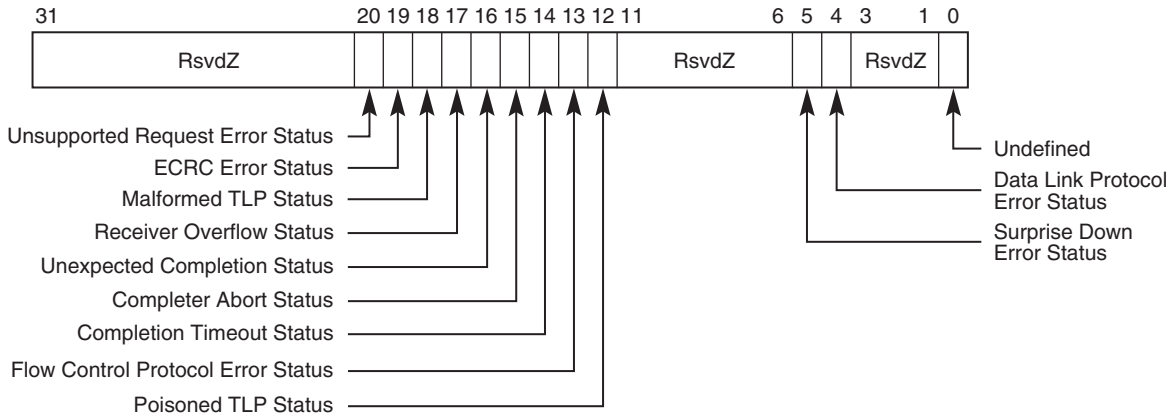 31 20 19 18 17 16 15 14 13 12 11 6 5 4 3 1 0
RsvdZ RsvdZ RsvdZ
Unsupported Request Error Status
ECRC Error Status
Malformed TLP Status
Receiver Overflow Status
Unexpected Completion Status
Completer Abort Status
Completion Timeout Status
Flow Control Protocol Error Status
Poisoned TLP Status
Undefined
Data Link Protocol
Error Status
Surprise Down
Error Status